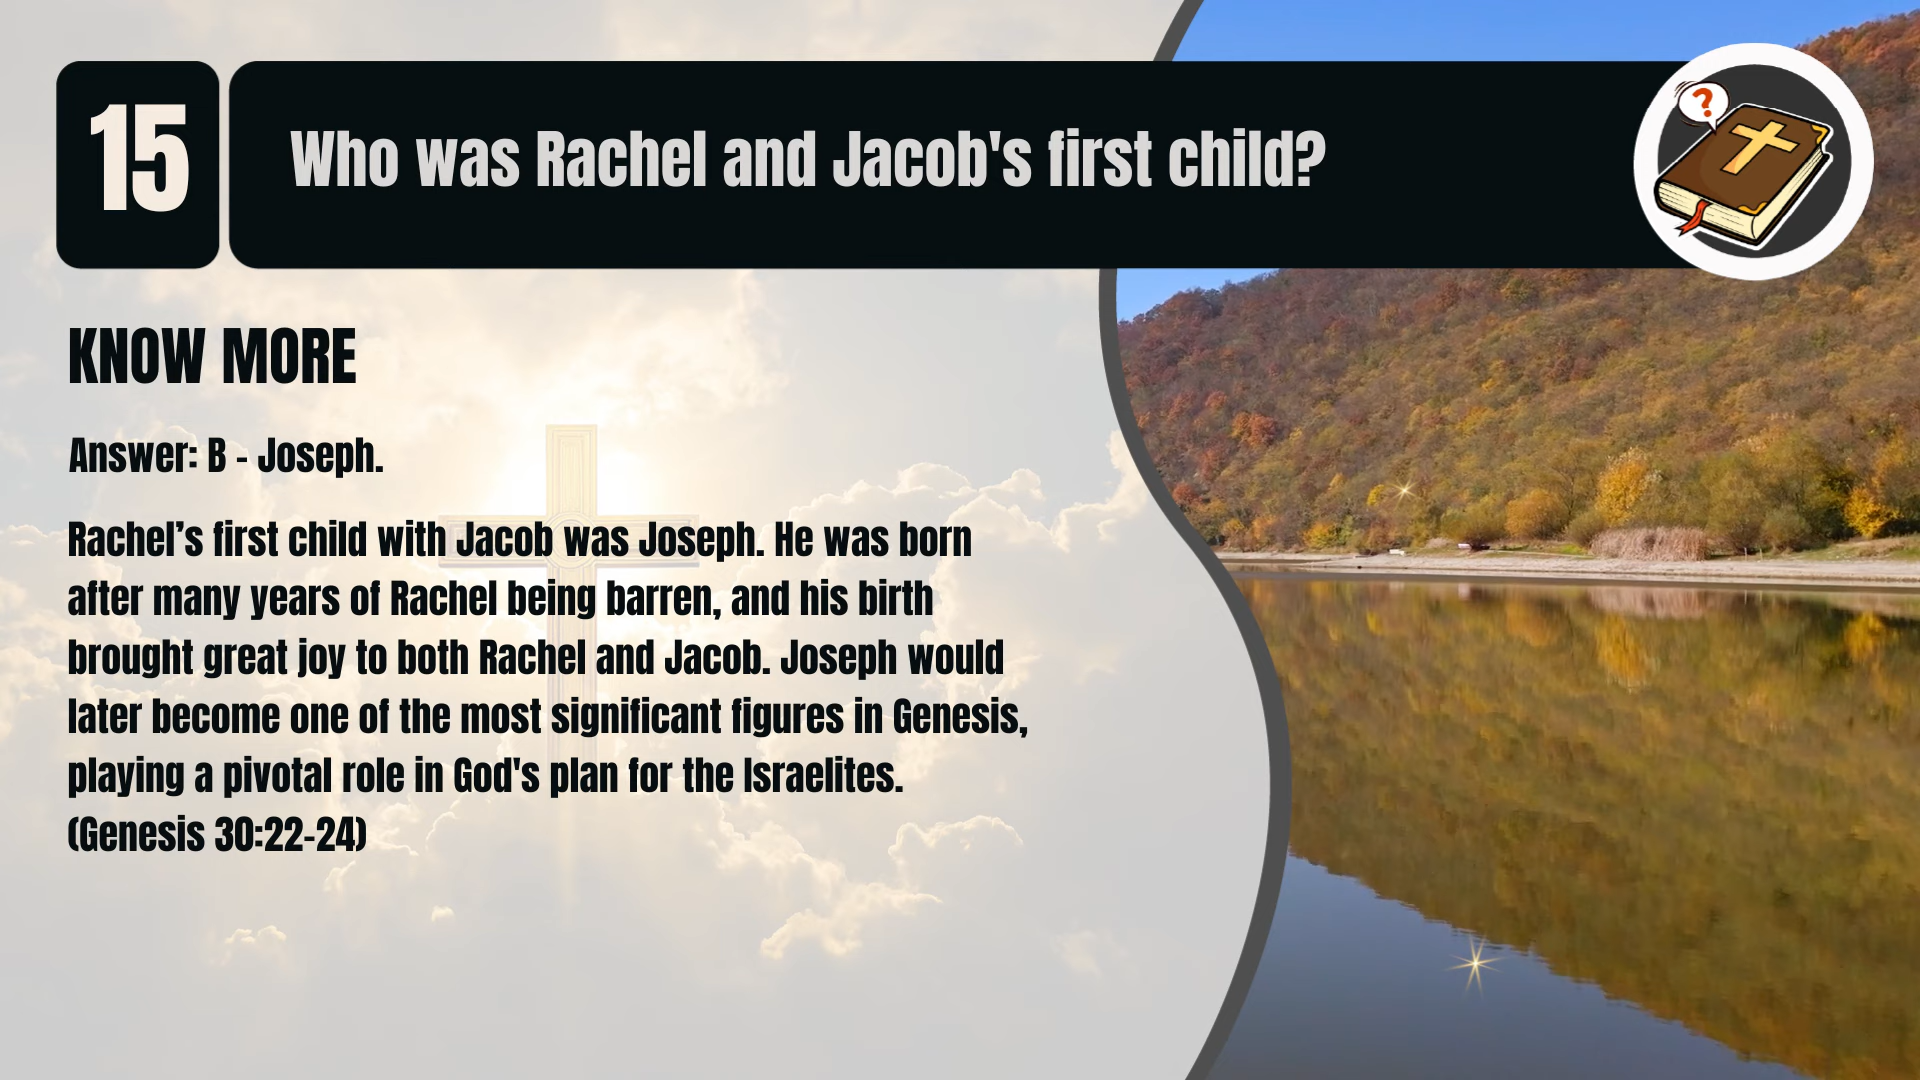 15
Who was Rachel and Jacob's first child?
?
KNOW MORE
Answer: B - Joseph.
Rachel’s first child with Jacob was Joseph. He was born
after many years of Rachel being barren, and his birth
brought great joy to both Rachel and Jacob. Joseph would
later become one of the most significant figures in Genesis,
playing a pivotal role in God's plan for the Israelites.
(Genesis 30:22-24)